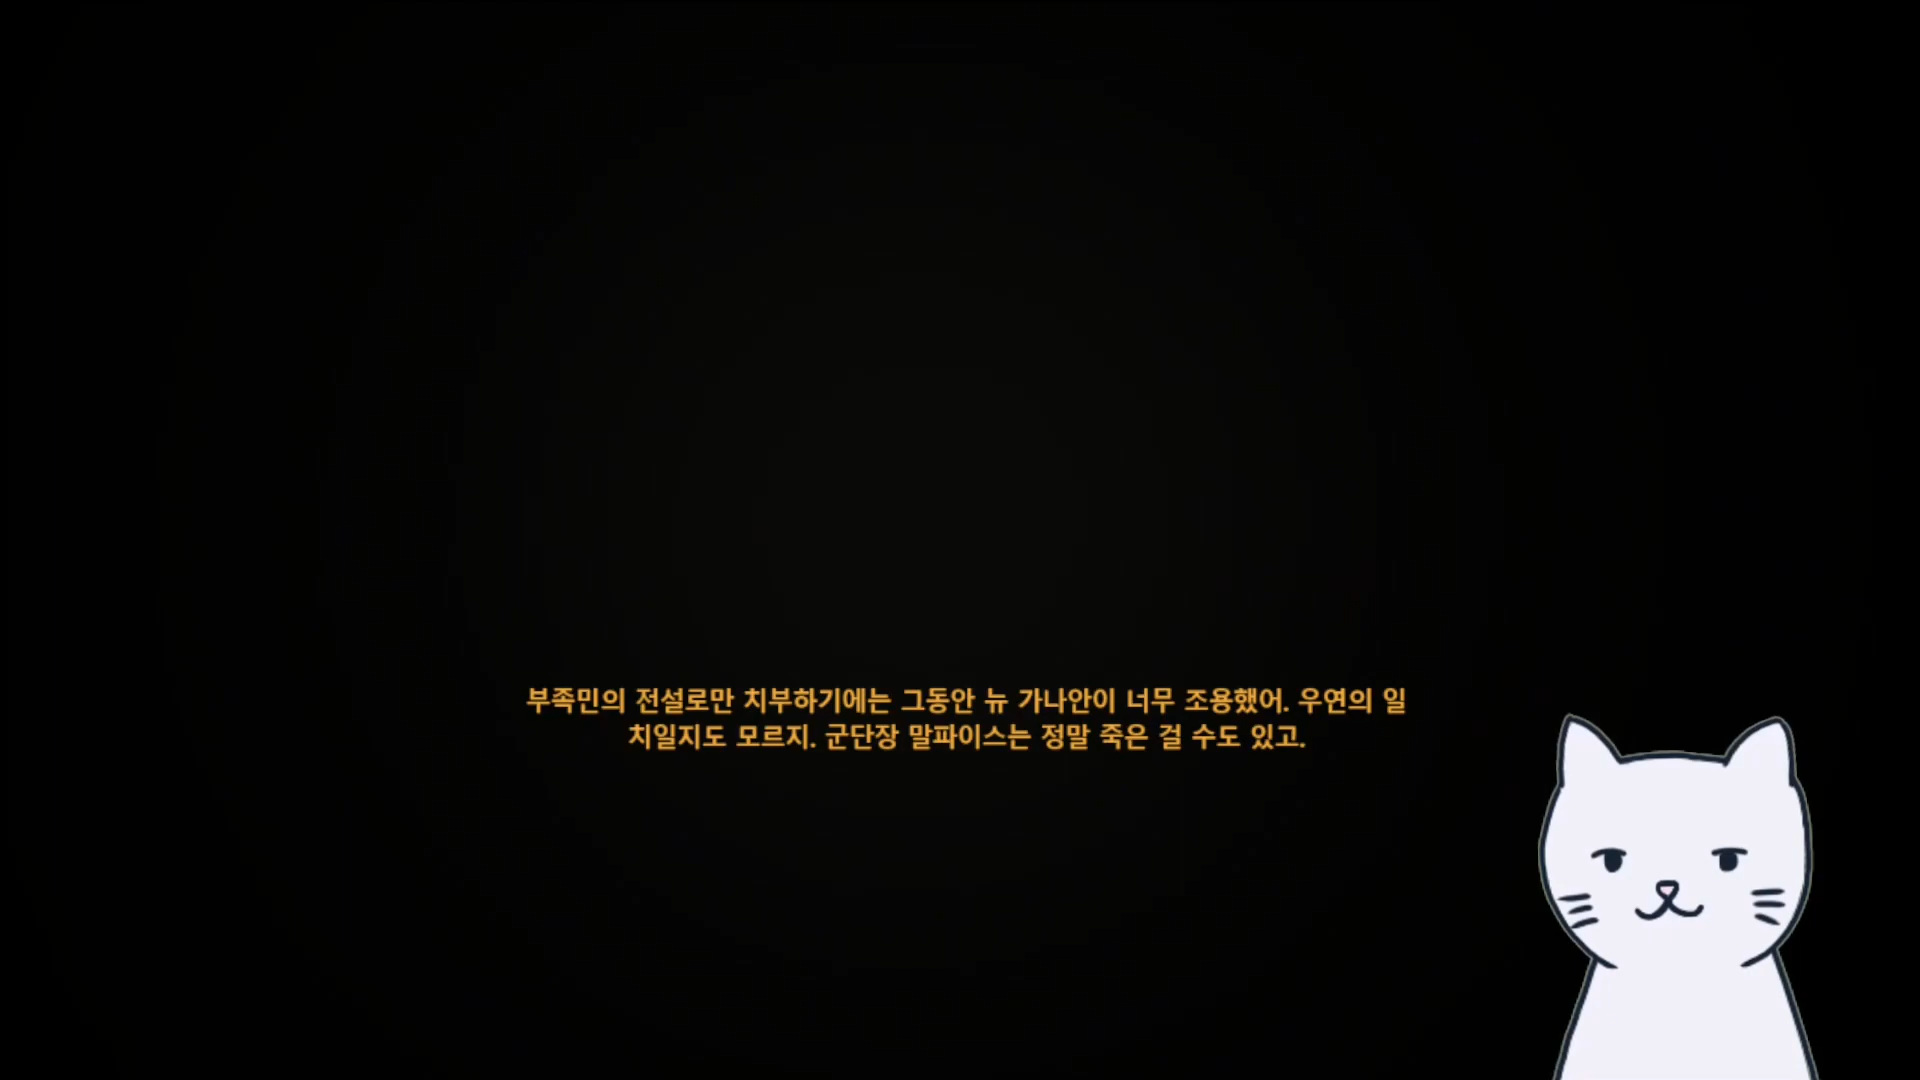 부족민의 전설로만 치부하기에는 그동안 뉴 가나안이 너무 조용했어. 우연의 일
치일지도 모르지. 군단장 말파이스는 정말 죽은 걸 수도 있고.